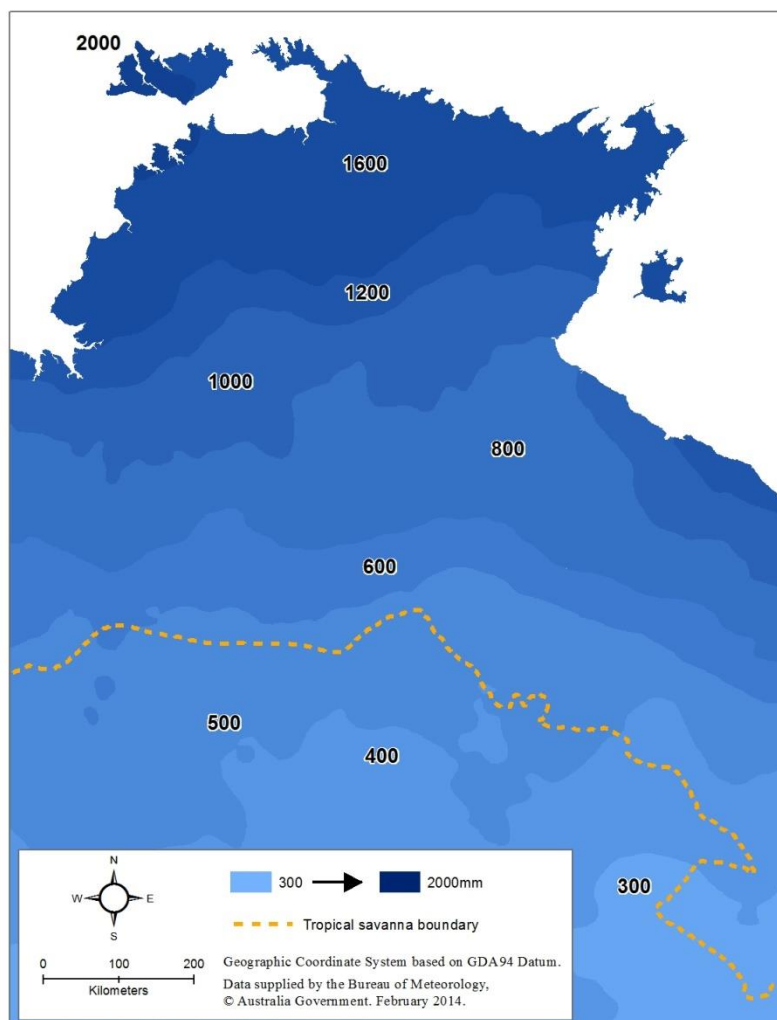 2000
1600
1200
1000
800
600
500
400
300
N
W E
S
0 100 200
Kilometers
300 2000mm
Tropical savanna boundary
Geographic Coordinate System based on GDA94 Datum.
Data supplied by the Bureau of Meteorology,
© Australia Government. February 2014.